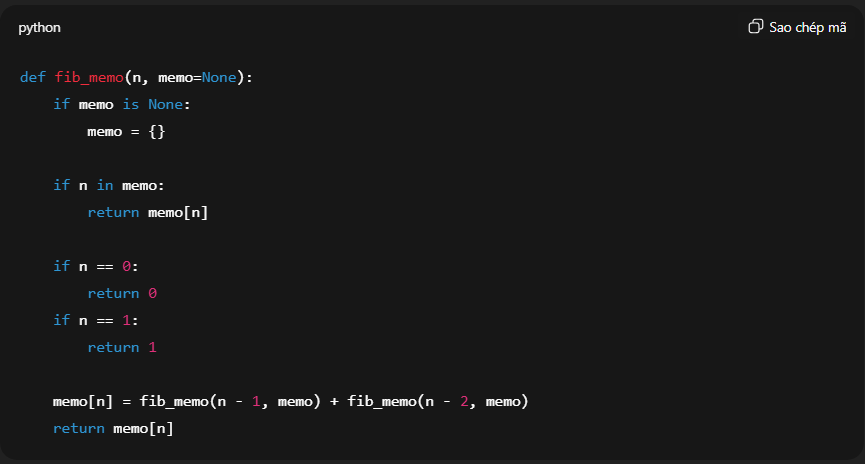 python
Sao chép mã
def fib_memo(n, memo=None):
    if memo is None:
        memo = {}
    if n in memo:
        return memo[n]
    if n == 0:
        return 0
    if n == 1:
        return 1
    memo[n] = fib_memo(n - 1, memo) + fib_memo(n - 2, memo)
    return memo[n]